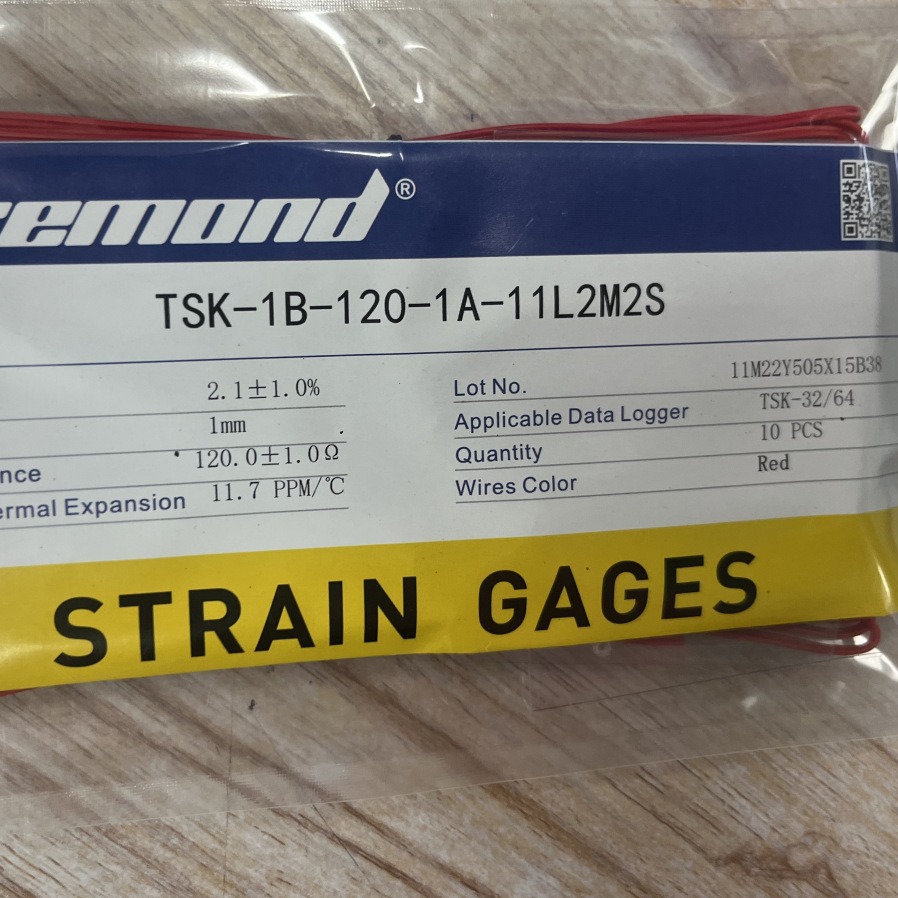 remond®
TSK-1B-120-1A-11L2M2S
2.1±1.0%
1mm
nce 120.0±1.0Ω
ermal Expansion 11.7 PPM/℃
Lot No. 11M22Y505X15B38
Applicable Data Logger TSK-32/64
Quantity 10 PCS
Wires Color Red
STRAIN GAGES